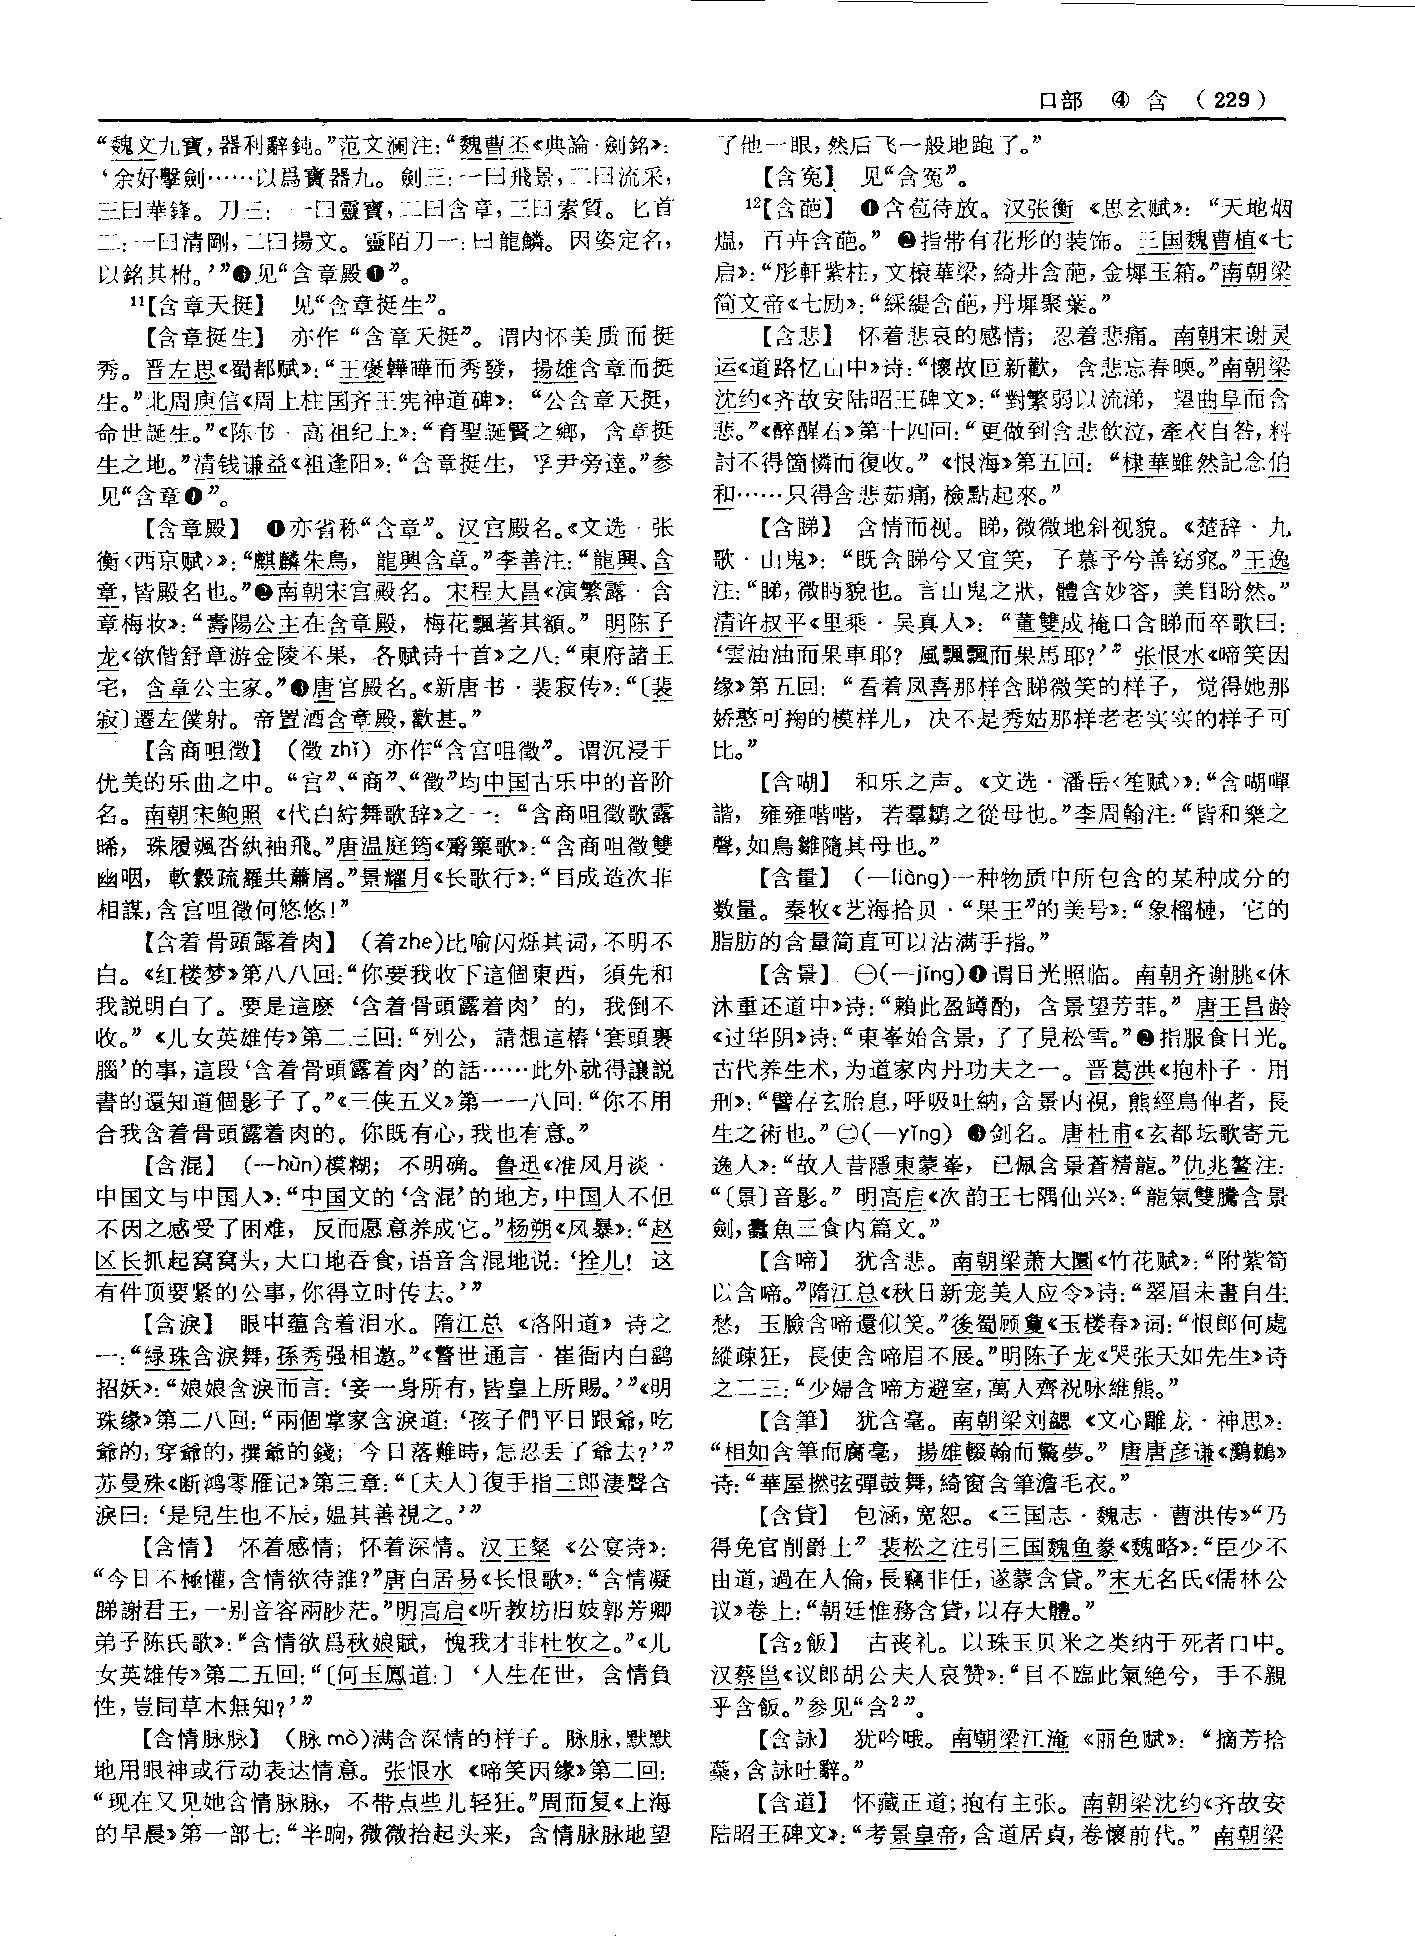 口部 ④ 含 （229）
“魏文九寶，器利辭鈍。”范文澜注：“魏曹丕《典論·劍銘》：
‘余好擊劍……以爲寶器九。劍三：一曰飛景，二曰流采，
三曰華鋒。刀三：一曰靈寶，二曰含章，三曰素質。匕首
二：一曰清剛，二曰揚文。靈陌刀一：曰龍鱗。因姿定名，
以銘其柎。’”❸见“含章殿❶”。
11【含章天挺】 见“含章挺生”。
【含章挺生】 亦作“含章天挺”。谓内怀美质而挺
秀。晋左思《蜀都赋》：“王褒韡曄而秀發，揚雄含章而挺
生。”北周庾信《周上柱国齐王宪神道碑》：“公含章天挺，
命世誕生。”《陈书·高祖纪上》：“育聖誕賢之鄉，含章挺
生之地。”清钱谦益《祖逢阳》：“含章挺生，孚尹旁達。”参
见“含章❶”。
【含章殿】 ❶亦省称“含章”。汉宫殿名。《文选·张
衡〈西京赋〉》：“麒麟朱鳥，龍興含章。”李善注：“龍興、含
章，皆殿名也。”❷南朝宋宫殿名。宋程大昌《演繁露·含
章梅妆》：“壽陽公主在含章殿，梅花飄著其額。”明陈子
龙《欲偕舒章游金陵不果，各赋诗十首》之八：“東府諸王
宅，含章公主家。”❸唐宫殿名。《新唐书·裴寂传》：“〔裴
寂〕遷左僕射。帝置酒含章殿，歡甚。”
【含商咀徵】 （徵 zhǐ）亦作“含宫咀徵”。谓沉浸于
优美的乐曲之中。“宫”、“商”、“徵”均中国古乐中的音阶
名。南朝宋鲍照《代白紵舞歌辞》之一：“含商咀徵歌露
晞，珠履颯沓紈袖飛。”唐温庭筠《觱篥歌》：“含商咀徵雙
幽咽，軟縠疏羅共蕭屑。”景耀月《长歌行》：“目成造次非
相謀，含宫咀徵何悠悠！”
【含着骨頭露着肉】 （着zhe）比喻闪烁其词，不明不
白。《红楼梦》第八八回：“你要我收下這個東西，須先和
我説明白了。要是這麽‘含着骨頭露着肉’的，我倒不
收。”《儿女英雄传》第二三回：“列公，請想這樁‘套頭裹
腦’的事，這段‘含着骨頭露着肉’的話……此外就得讓説
書的還知道個影子了。”《三侠五义》第一一八回：“你不用
合我含着骨頭露着肉的。你既有心，我也有意。”
【含混】 （—hùn）模糊；不明确。鲁迅《准风月谈·
中国文与中国人》：“中国文的‘含混’的地方，中国人不但
不因之感受了困难，反而愿意养成它。”杨朔《风暴》：“赵
区长抓起窝窝头，大口地吞食，语音含混地说：‘拴儿！这
有件顶要紧的公事，你得立时传去。’”
【含淚】 眼中蕴含着泪水。隋江总《洛阳道》诗之
一：“緑珠含淚舞，孫秀强相邀。”《警世通言·崔衙内白鹞
招妖》：“娘娘含淚而言：‘妾一身所有，皆皇上所賜。’”《明
珠缘》第二八回：“兩個掌家含淚道：‘孩子們平日跟爺，吃
爺的，穿爺的，撰爺的錢；今日落難時，怎忍丢了爺去？’”
苏曼殊《断鸿零雁记》第三章：“〔夫人〕復手指三郎淒聲含
淚曰：‘是兒生也不辰，媪其善視之。’”
【含情】 怀着感情；怀着深情。汉王粲《公宴诗》：
“今日不極懽，含情欲待誰？”唐白居易《长恨歌》：“含情凝
睇謝君王，一别音容兩眇茫。”明高启《听教坊旧妓郭芳卿
弟子陈氏歌》：“含情欲爲秋娘賦，愧我才非杜牧之。”《儿
女英雄传》第二五回：“〔何玉鳳道：〕‘人生在世，含情負
性，豈同草木無知？’”
【含情脉脉】 （脉 mò）满含深情的样子。脉脉，默默
地用眼神或行动表达情意。张恨水《啼笑因缘》第二回：
“现在又见她含情脉脉，不带点些儿轻狂。”周而复《上海
的早晨》第一部七：“半晌，微微抬起头来，含情脉脉地望
了他一眼，然后飞一般地跑了。”
【含寃】 见“含冤”。
12【含葩】 ❶含苞待放。汉张衡《思玄赋》：“天地烟
熅，百卉含葩。”❷指带有花形的装饰。三国魏曹植《七
启》：“彤軒紫柱，文榱華梁，綺井含葩，金墀玉箱。”南朝梁
简文帝《七励》：“綵緹含葩，丹墀聚葉。”
【含悲】 怀着悲哀的感情；忍着悲痛。南朝宋谢灵
运《道路忆山中》诗：“懷故叵新歡，含悲忘春暎。”南朝梁
沈约《齐故安陆昭王碑文》：“對繁弱以流涕，望曲阜而含
悲。”《醉醒石》第十四回：“更做到含悲飲泣，牽衣自咎，料
討不得箇憐而復收。”《恨海》第五回：“棣華雖然記念伯
和……只得含悲茹痛，檢點起來。”
【含睇】 含情而视。睇，微微地斜视貌。《楚辞·九
歌·山鬼》：“既含睇兮又宜笑，子慕予兮善窈窕。”王逸
注：“睇，微眄貌也。言山鬼之狀，體含妙容，美目盼然。”
清许叔平《里乘·吴真人》：“董雙成掩口含睇而卒歌曰：
‘雲油油而果車耶？風飄飄而果馬耶？’”张恨水《啼笑因
缘》第五回：“看着凤喜那样含睇微笑的样子，觉得她那
娇憨可掬的模样儿，决不是秀姑那样老老实实的样子可
比。”
【含嘲】 和乐之声。《文选·潘岳〈笙赋〉》：“含嘲嘽
諧，雍雍喈喈，若羣鶵之從母也。”李周翰注：“皆和樂之
聲，如鳥雛隨其母也。”
【含量】 （—liàng）一种物质中所包含的某种成分的
数量。秦牧《艺海拾贝·“果王”的美号》：“象榴槤，它的
脂肪的含量简直可以沾满手指。”
【含景】 ㊀（—jǐng）❶谓日光照临。南朝齐谢朓《休
沐重还道中》诗：“賴此盈罇酌，含景望芳菲。”唐王昌龄
《过华阴》诗：“東峯始含景，了了見松雪。”❷指服食日光。
古代养生术，为道家内丹功夫之一。晋葛洪《抱朴子·用
刑》：“譬存玄胎息，呼吸吐納，含景内視，熊經鳥伸者，長
生之術也。”㊁（—yǐng）❸剑名。唐杜甫《玄都坛歌寄元
逸人》：“故人昔隱東蒙峯，已佩含景蒼精龍。”仇兆鳌注：
“〔景〕音影。”明高启《次韵王七隅仙兴》：“龍氣雙騰含景
劍，蠹魚三食内篇文。”
【含啼】 犹含悲。南朝梁萧大圜《竹花赋》：“附紫筍
以含啼。”隋江总《秋日新宠美人应令》诗：“翠眉未畫自生
愁，玉臉含啼還似笑。”後蜀顾夐《玉楼春》词：“恨郎何處
縱疎狂，長使含啼眉不展。”明陈子龙《哭张天如先生》诗
之二三：“少婦含啼方避室，萬人齊祝咏維熊。”
【含筆】 犹含毫。南朝梁刘勰《文心雕龙·神思》：
“相如含筆而腐毫，揚雄輟翰而驚夢。”唐唐彦谦《鸂鶒》
诗：“華屋撚弦彈鼓舞，綺窗含筆澹毛衣。”
【含貸】 包涵，宽恕。《三国志·魏志·曹洪传》“乃
得免官削爵土”裴松之注引三国魏鱼豢《魏略》：“臣少不
由道，過在人倫，長竊非任，遂蒙含貸。”宋无名氏《儒林公
议》卷上：“朝廷惟務含貸，以存大體。”
【含2飯】 古丧礼。以珠玉贝米之类纳于死者口中。
汉蔡邕《议郎胡公夫人哀赞》：“目不臨此氣絶兮，手不親
乎含飯。”参见“含2”。
【含詠】 犹吟哦。南朝梁江淹《丽色赋》：“摘芳拾
蘂，含詠吐辭。”
【含道】 怀藏正道；抱有主张。南朝梁沈约《齐故安
陆昭王碑文》：“考景皇帝，含道居貞，卷懷前代。”南朝梁